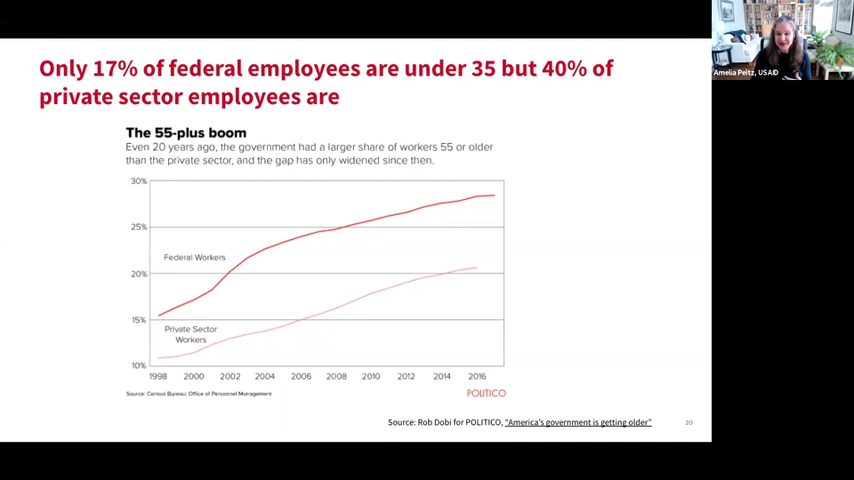 Only 17% of federal employees are under 35 but 40% of
private sector employees are
The 55-plus boom
Even 20 years ago, the government had a larger share of workers 55 or older
than the private sector, and the gap has only widened since then.
30%
25%
Federal Workers
20%
15%
Private Sector
Workers
10%
1998 2000 2002 2004 2006 2008 2010 2012 2014 2016
Source: Census Bureau; Office of Personnel Management
POLITICO
Source: Rob Dobi for POLITICO, “America’s government is getting older”
20
Amelia Peltz, USAID